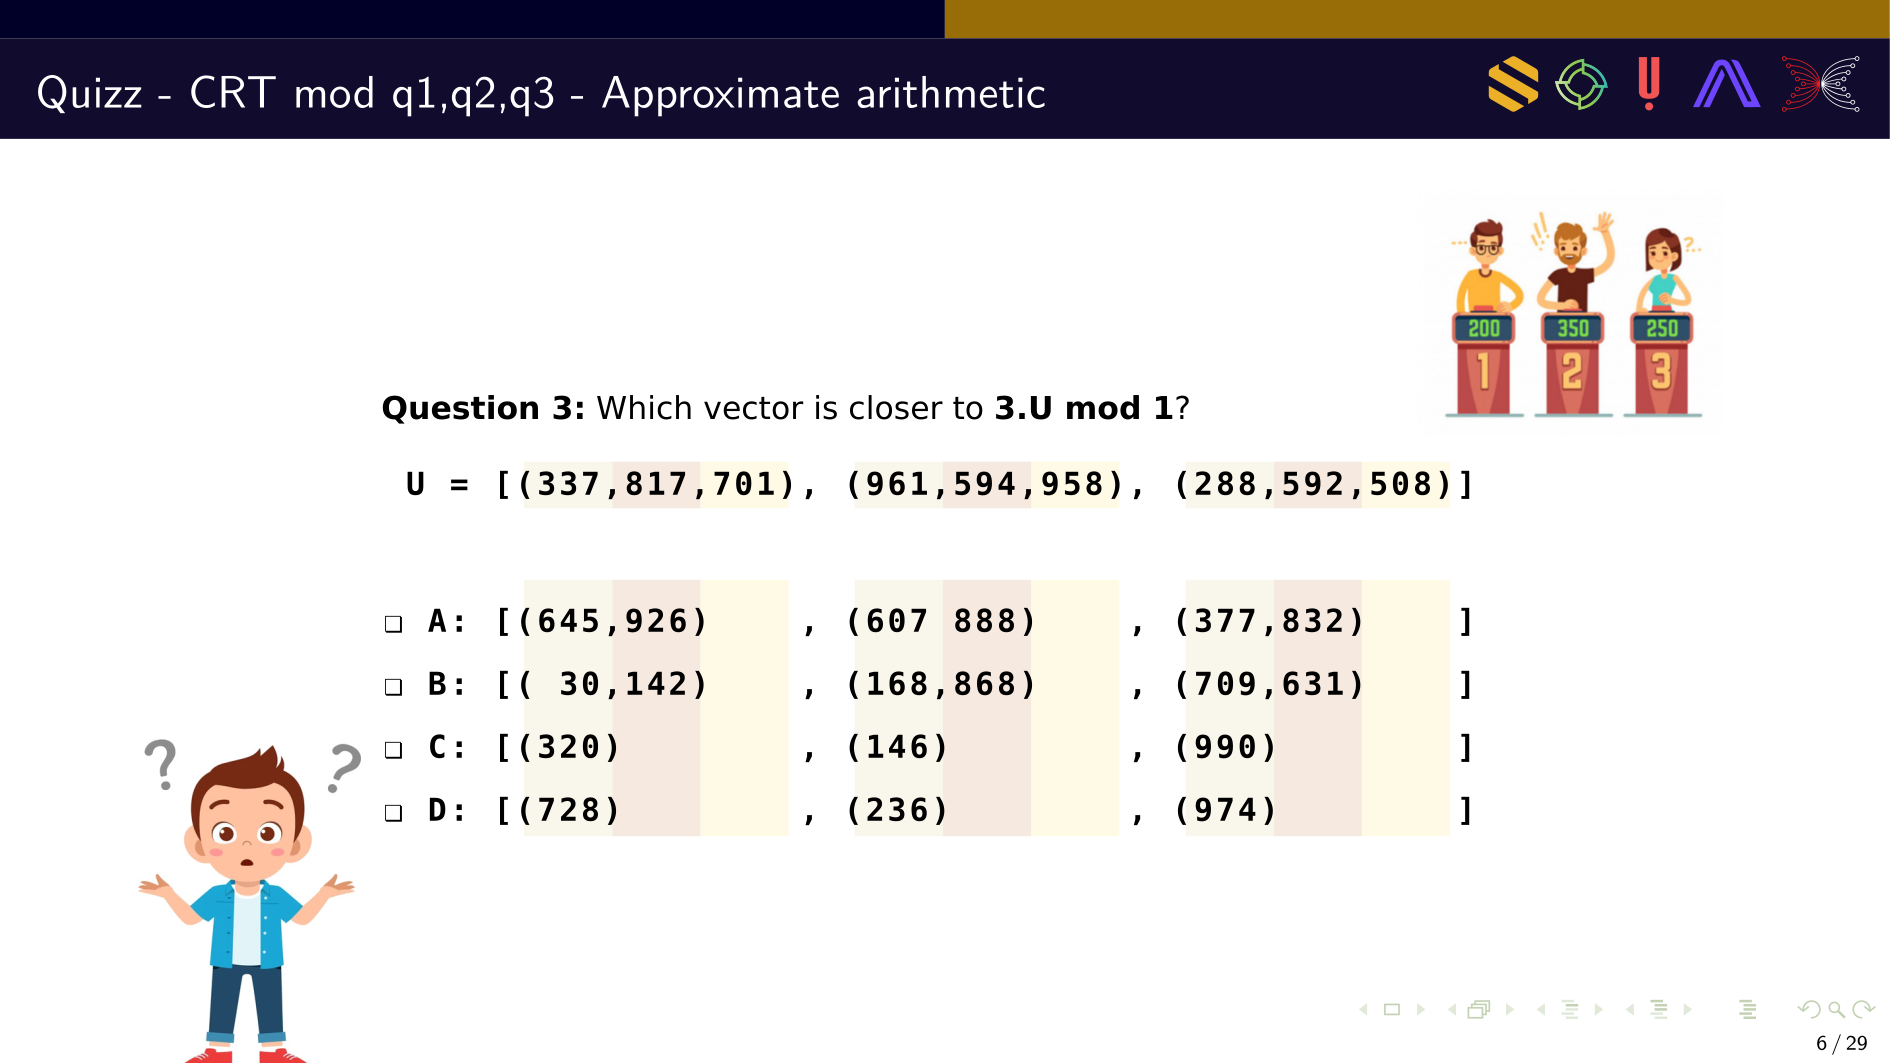 Quizz - CRT mod q1,q2,q3 - Approximate arithmetic
200 350 250
1 2 3
Question 3: Which vector is closer to 3.U mod 1?
U = [(337,817,701), (961,594,958), (288,592,508)]
❑ A: [(645,926) , (607 888) , (377,832) ]
❑ B: [( 30,142) , (168,868) , (709,631) ]
❑ C: [(320) , (146) , (990) ]
❑ D: [(728) , (236) , (974) ]
? ?
6 / 29